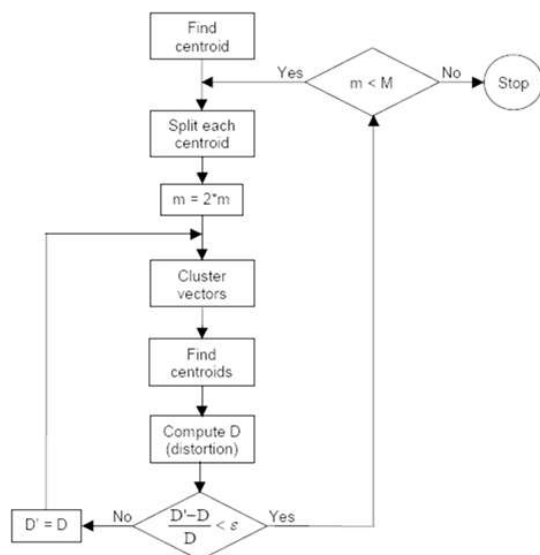 Find
centroid
Yes
m < M
No
Stop
Split each
centroid
m = 2*m
Cluster
vectors
Find
centroids
Compute D
(distortion)
D' = D
No
D'−D
D
< ε
Yes